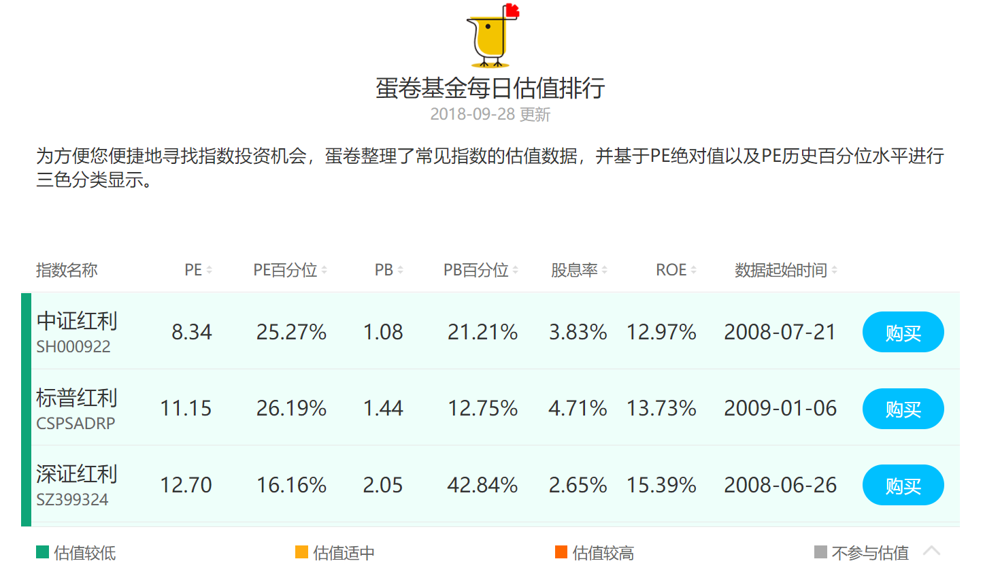 蛋卷基金每日估值排行
2018-09-28 更新
为方便您便捷地寻找指数投资机会，蛋卷整理了常见指数的估值数据，并基于PE绝对值以及PE历史百分位水平进行
三色分类显示。
指数名称 PE PE百分位 PB PB百分位 股息率 ROE 数据起始时间
中证红利 8.34 25.27% 1.08 21.21% 3.83% 12.97% 2008-07-21 购买
SH000922
标普红利 11.15 26.19% 1.44 12.75% 4.71% 13.73% 2009-01-06 购买
CSPSADRP
深证红利 12.70 16.16% 2.05 42.84% 2.65% 15.39% 2008-06-26 购买
SZ399324
估值较低 估值适中 估值较高 不参与估值